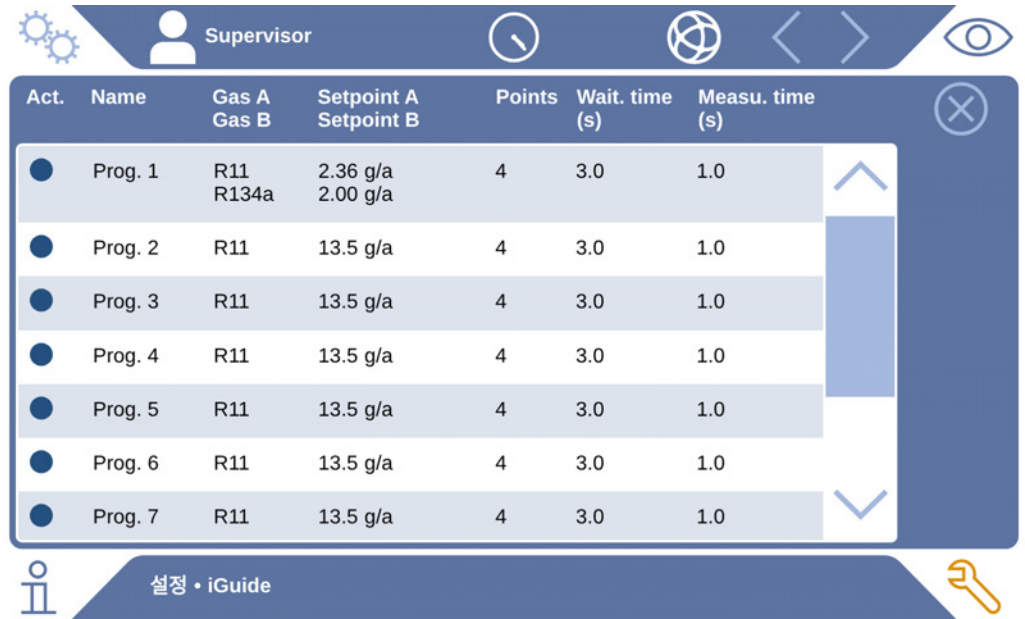 Supervisor
Act. Name Gas A Setpoint A Points Wait. time Measu. time
Gas B Setpoint B (s) (s)
Prog. 1 R11 2.36 g/a 4 3.0 1.0
R134a 2.00 g/a
Prog. 2 R11 13.5 g/a 4 3.0 1.0
Prog. 3 R11 13.5 g/a 4 3.0 1.0
Prog. 4 R11 13.5 g/a 4 3.0 1.0
Prog. 5 R11 13.5 g/a 4 3.0 1.0
Prog. 6 R11 13.5 g/a 4 3.0 1.0
Prog. 7 R11 13.5 g/a 4 3.0 1.0
설정 • iGuide